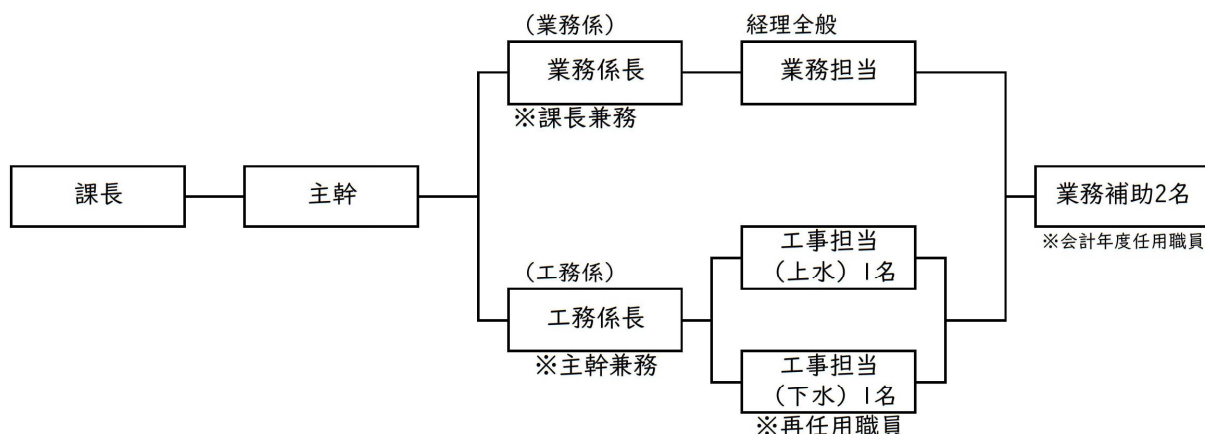 （業務係）
業務係長
※課長兼務
経理全般
業務担当
課長
主幹
業務補助2名
※会計年度任用職員
（工務係）
工務係長
※主幹兼務
工事担当
（上水）1名
工事担当
（下水）1名
※再任用職員